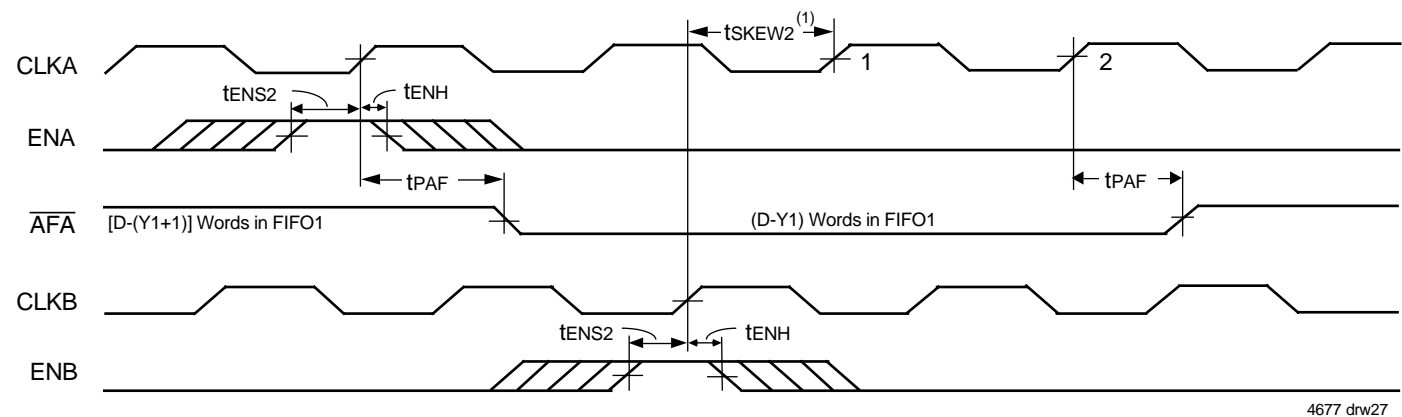 tSKEW2 (1)
CLKA
1
2
tENS2
tENH
ENA
tPAF
tPAF
AFA
[D-(Y1+1)] Words in FIFO1
(D-Y1) Words in FIFO1
CLKB
tENS2
tENH
ENB
4677 drw27